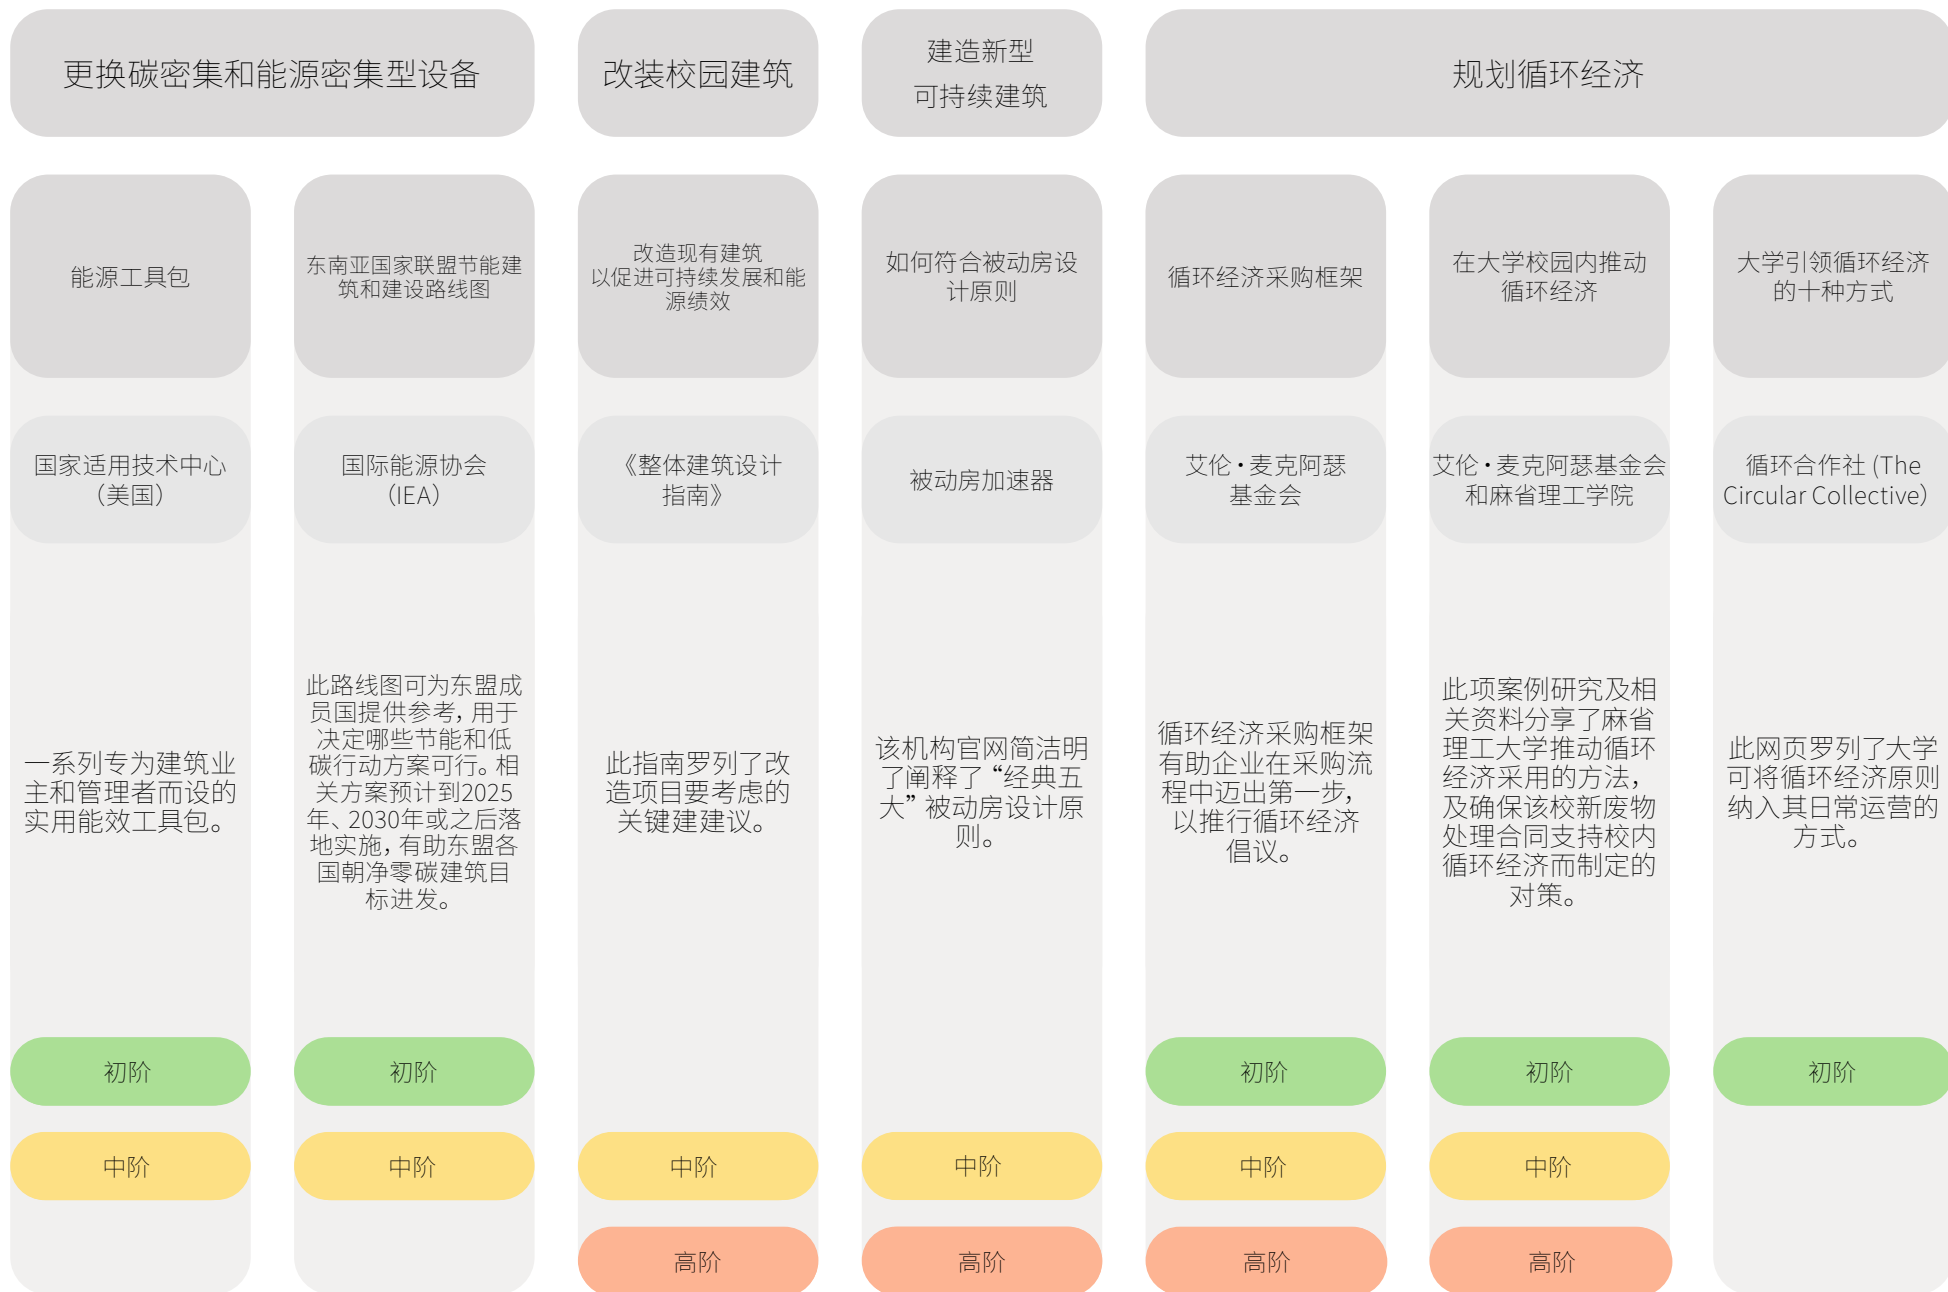 更换碳密集和能源密集型设备
改装校园建筑
建造新型
可持续建筑
规划循环经济
能源工具包
东南亚国家联盟节能建
筑和建设路线图
改造现有建筑
以促进可持续发展和能
源绩效
如何符合被动房设
计原则
循环经济采购框架
在大学校园内推动
循环经济
大学引领循环经济
的十种方式
国家适用技术中心
（美国）
国际能源协会
（IEA）
《整体建筑设计
指南》
被动房加速器
艾伦·麦克阿瑟
基金会
艾伦·麦克阿瑟基金会
和麻省理工学院
循环合作社 (The
Circular Collective）
一系列专为建筑业
主和管理者而设的
实用能效工具包。
此路线图可为东盟成
员国提供参考，用于
决定哪些节能和低
碳行动方案可行。相
关方案预计到2025
年、2030年或之后落
地实施，有助东盟各
国朝净零碳建筑目
标进发。
此指南罗列了改
造项目要考虑的
关键建建议。
该机构官网简洁明
了阐释了“经典五
大”被动房设计原
则。
循环经济采购框架
有助企业在采购流
程中迈出第一步，
以推行循环经济
倡议。
此项案例研究及相
关资料分享了麻省
理工大学推动循环
经济采用的方法，
及确保该校新废物
处理合同支持校内
循环经济而制定的
对策。
此网页罗列了大学
可将循环经济原则
纳入其日常运营的
方式。
初阶
初阶
初阶
初阶
初阶
中阶
中阶
中阶
中阶
中阶
中阶
高阶
高阶
高阶
高阶